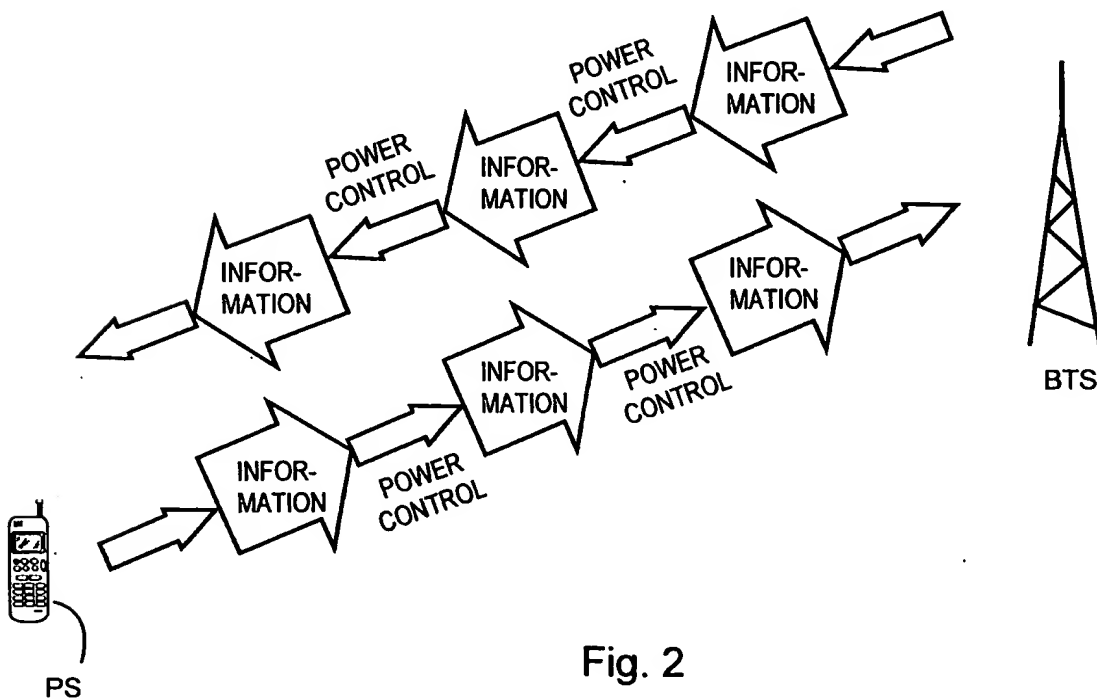 POWER
CONTROL
INFOR-
MATION
POWER
CONTROL
INFOR-
MATION
INFOR-
MATION
INFOR-
MATION
POWER
CONTROL
INFOR-
MATION
POWER
CONTROL
INFOR-
MATION
BTS
PS
Fig. 2